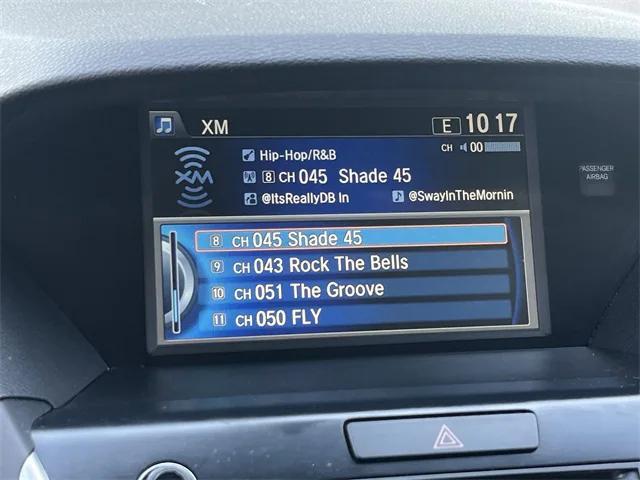 XM E 10 17
CH 00
Hip-Hop/R&B
XM 8 CH 045 Shade 45
@ItsReallyDB In @SwayInTheMornin
8 CH 045 Shade 45
9 CH 043 Rock The Bells
10 CH 051 The Groove
11 CH 050 FLY
PASSENGER
AIRBAG